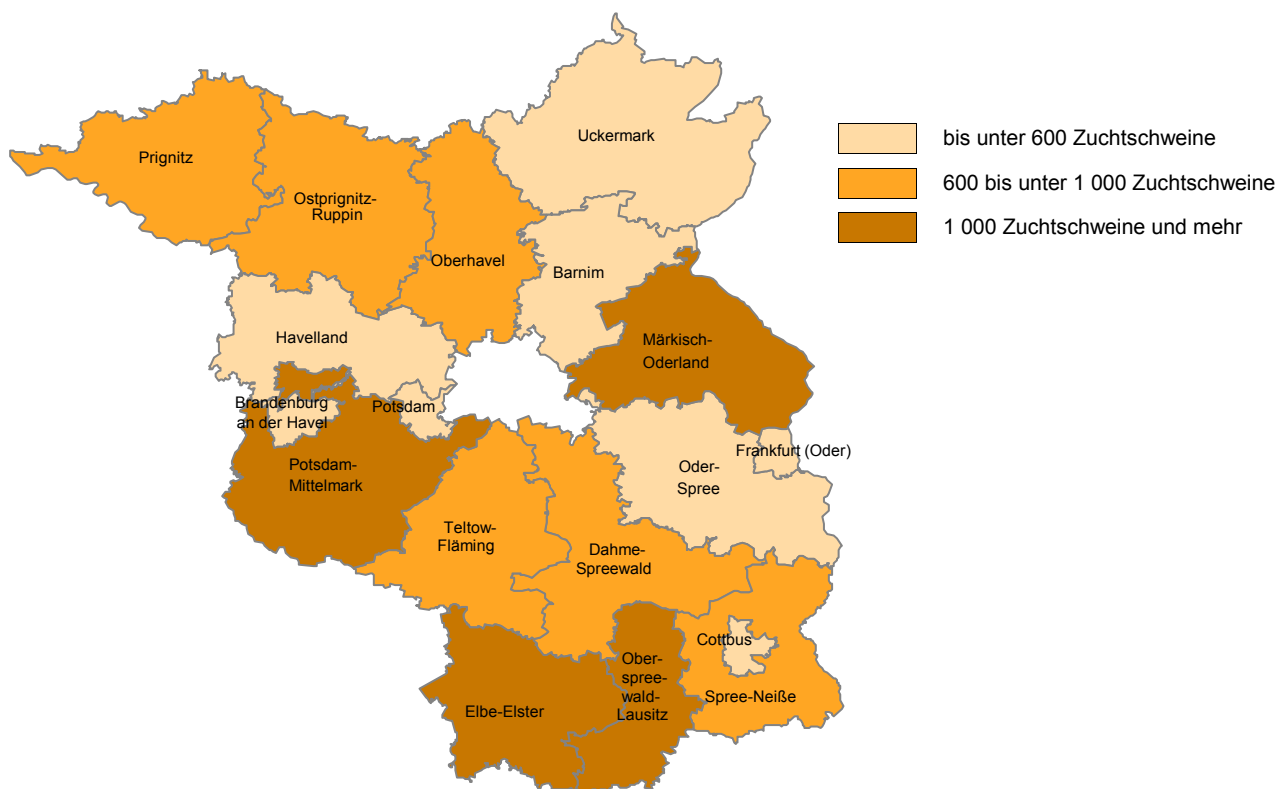 Uckermark
bis unter 600 Zuchtschweine
600 bis unter 1 000 Zuchtschweine
1 000 Zuchtschweine und mehr
Prignitz
Ostprignitz-
Ruppin
Oberhavel
Barnim
Havelland
Märkisch-
Oderland
Brandenburg
an der Havel
Potsdam
Potsdam-
Mittelmark
Frankfurt (Oder)
Oder-
Spree
Teltow-
Fläming
Dahme-
Spreewald
Cottbus
Spree-Neiße
Ober-
spree-
wald-
Lausitz
Elbe-Elster